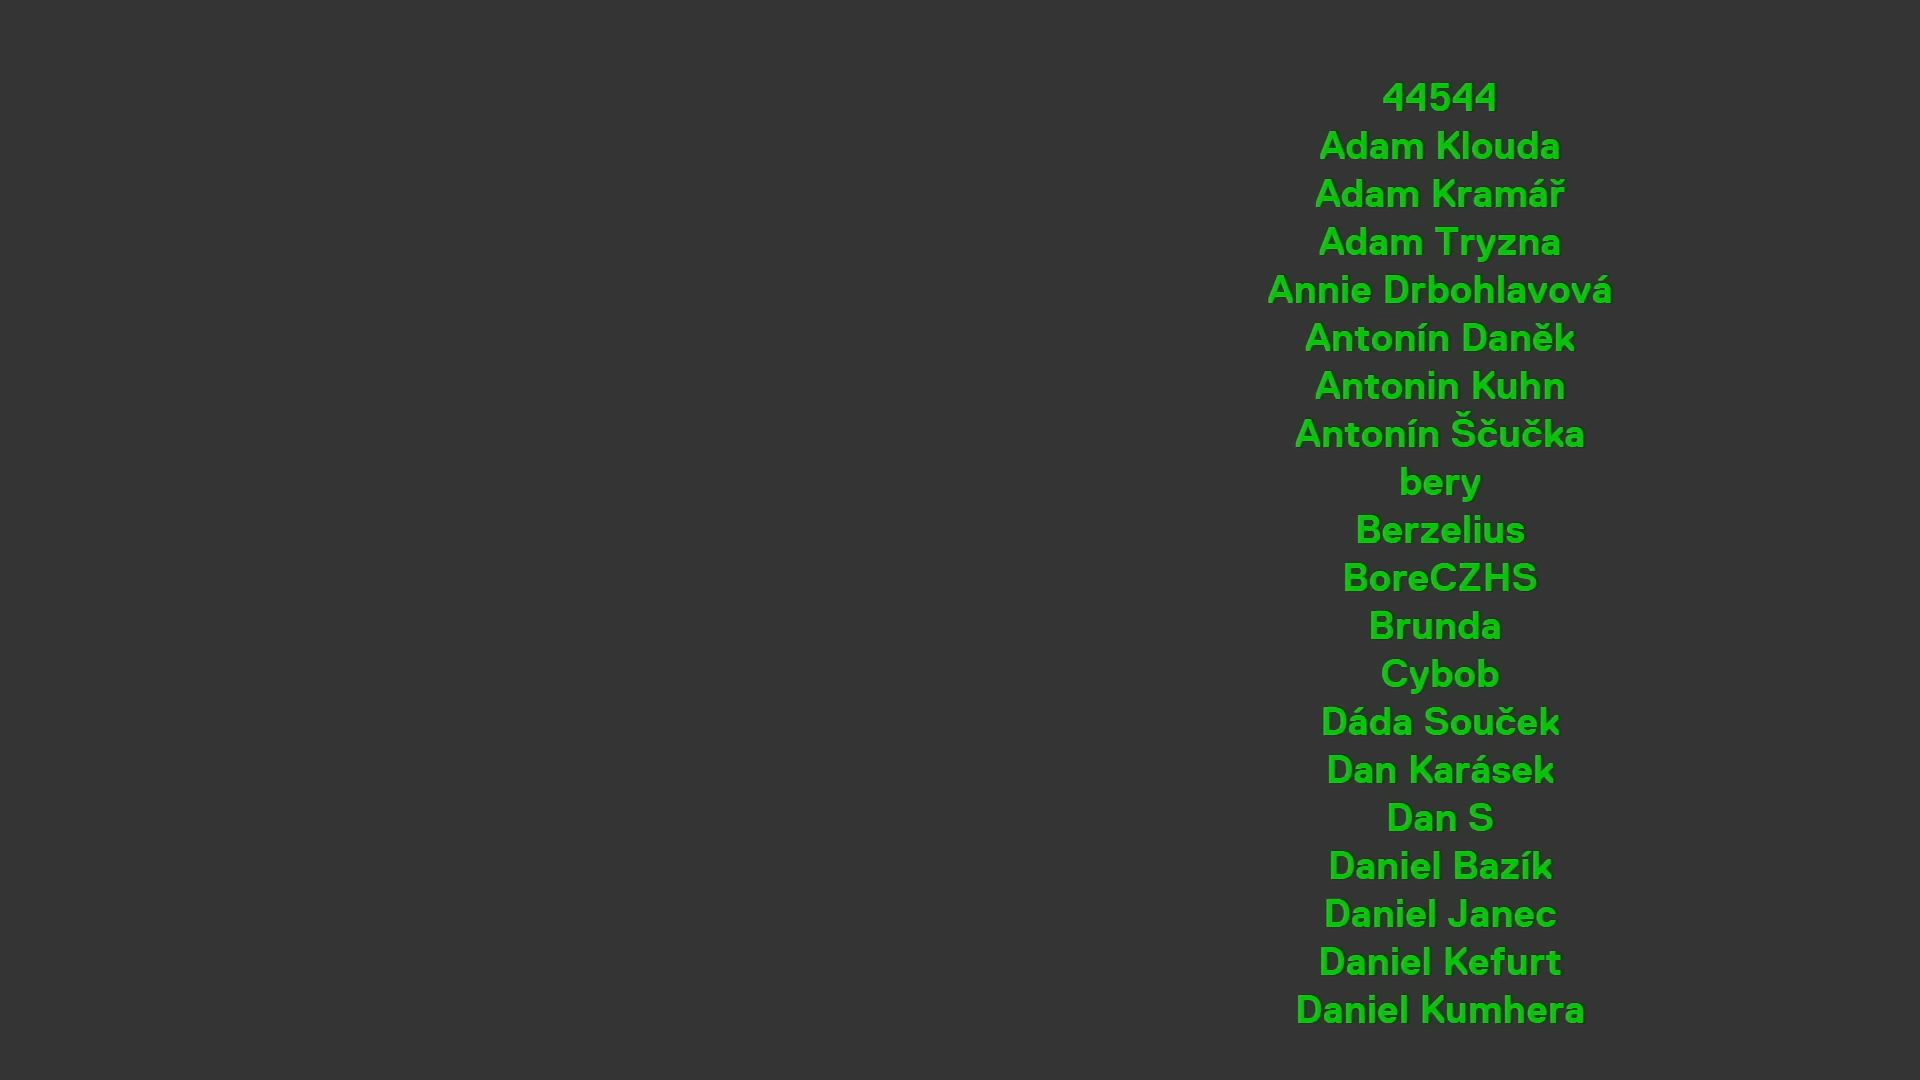 44544
Adam Klouda
Adam Kramář
Adam Tryzna
Annie Drbohlavová
Antonín Daněk
Antonin Kuhn
Antonín Ščučka
bery
Berzelius
BoreCZHS
Brunda
Cybob
Dáda Souček
Dan Karásek
Dan S
Daniel Bazík
Daniel Janec
Daniel Kefurt
Daniel Kumhera